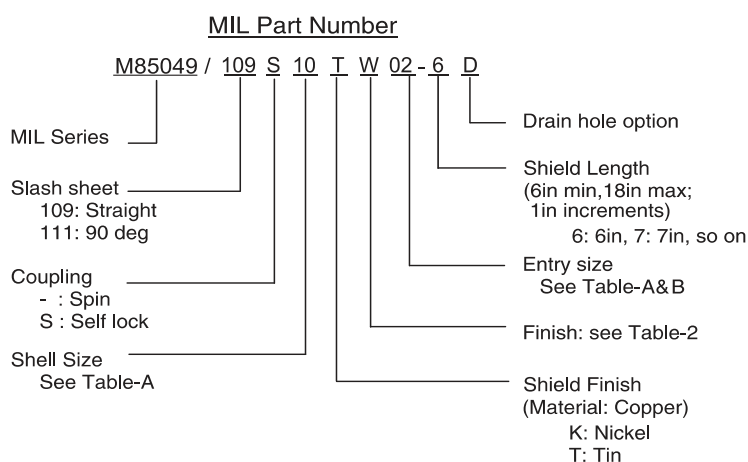 MIL Part Number
M85049 / 109 S 10 T W 02 - 6 D
MIL Series
Slash sheet
109: Straight
111: 90 deg
Coupling
- : Spin
S : Self lock
Shell Size
See Table-A
Drain hole option
Shield Length
(6in min,18in max;
1in increments)
6: 6in, 7: 7in, so on
Entry size
See Table-A&B
Finish: see Table-2
Shield Finish
(Material: Copper)
K: Nickel
T: Tin